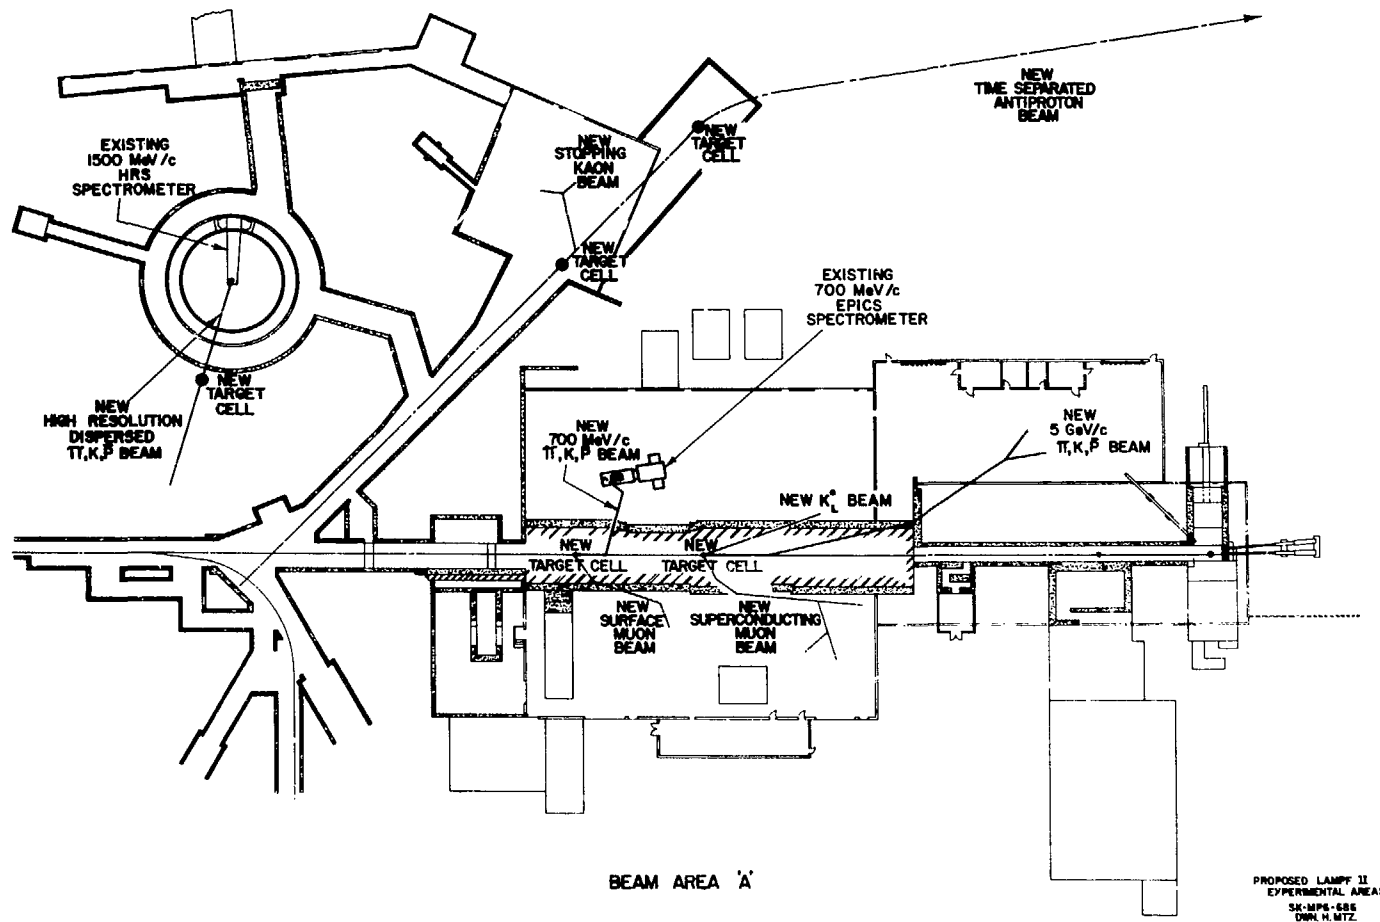 NEW
TIME SEPARATED
ANTIPROTON
BEAM
EXISTING
1500 MeV/c
HRS
SPECTROMETER
NEW
STOPPING
KAON
BEAM
NEW
TARGET
CELL
NEW
TARGET
CELL
EXISTING
700 MeV/c
EPICS
SPECTROMETER
NEW
TARGET
CELL
NEW
HIGH RESOLUTION
DISPERSED
π,K,p̄ BEAM
NEW
700 MeV/c
π,K,p̄ BEAM
NEW
5 GeV/c
π,K,p̄ BEAM
NEW K°L BEAM
NEW
TARGET CELL
NEW
TARGET CELL
NEW
SURFACE
MUON
BEAM
NEW
SUPERCONDUCTING
MUON
BEAM
BEAM AREA 'A'
PROPOSED LAMPF II
EXPERIMENTAL AREAS
SK-MP6-686
DWN. H. MTZ.